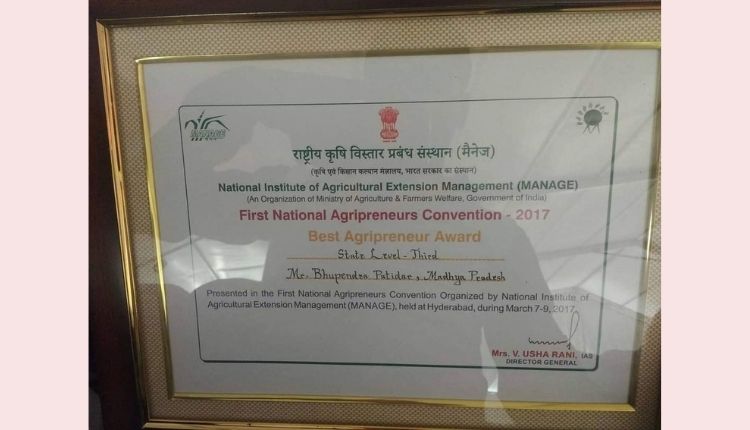 MANAGE
राष्ट्रीय कृषि विस्तार प्रबंध संस्थान (मैनेज)
(कृषि एवं किसान कल्याण मंत्रालय, भारत सरकार का संस्थान)
National Institute of Agricultural Extension Management (MANAGE)
(An Organization of Ministry of Agriculture & Farmers Welfare, Government of India)
First National Agripreneurs Convention - 2017
Best Agripreneur Award
State Level - Third
Mr. Bhupendra Patidar, Madhya Pradesh
Presented in the First National Agripreneurs Convention Organized by National Institute of
Agricultural Extension Management (MANAGE), held at Hyderabad, during March 7-9, 2017.
Mrs. V. USHA RANI, IAS
DIRECTOR GENERAL